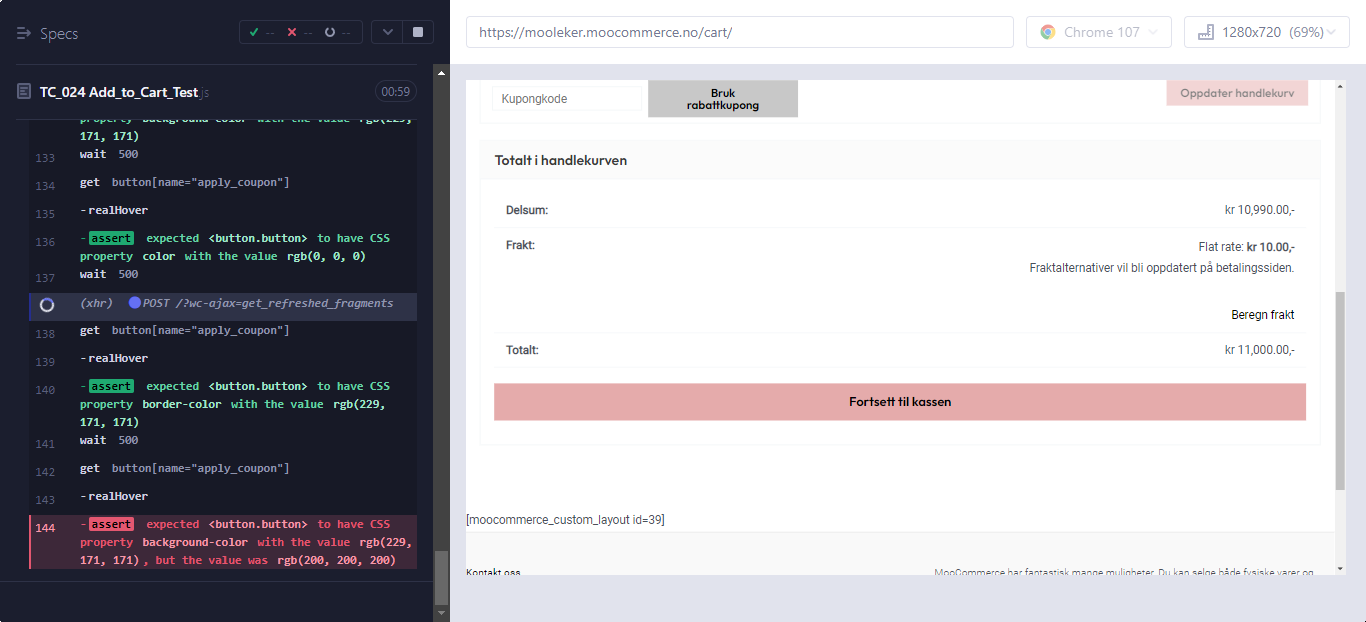 Specs
-- -- --
TC_024 Add_to_Cart_Test.js
00:59
property background-color with the value rgb(229,
171, 171)
133 wait 500
134 get button[name="apply_coupon"]
135 -realHover
136 -assert expected <button.button> to have CSS
property color with the value rgb(0, 0, 0)
137 wait 500
(xhr) POST /?wc-ajax=get_refreshed_fragments
138 get button[name="apply_coupon"]
139 -realHover
140 -assert expected <button.button> to have CSS
property border-color with the value rgb(229,
171, 171)
141 wait 500
142 get button[name="apply_coupon"]
143 -realHover
144 -assert expected <button.button> to have CSS
property background-color with the value rgb(229,
171, 171), but the value was rgb(200, 200, 200)
https://mooleker.moocommerce.no/cart/
Chrome 107
1280x720 (69%)
Kupongkode
Bruk
rabattkupong
Oppdater handlekurv
Totalt i handlekurven
Delsum: kr 10,990.00,-
Frakt: Flat rate: kr 10.00,-
Fraktalternativer vil bli oppdatert på betalingssiden.
Beregn frakt
Totalt: kr 11,000.00,-
Fortsett til kassen
[moocommerce_custom_layout id=39]
Kontakt oss
MooCommerce har fantastisk mange muligheter. Du kan selge både fysiske varer og